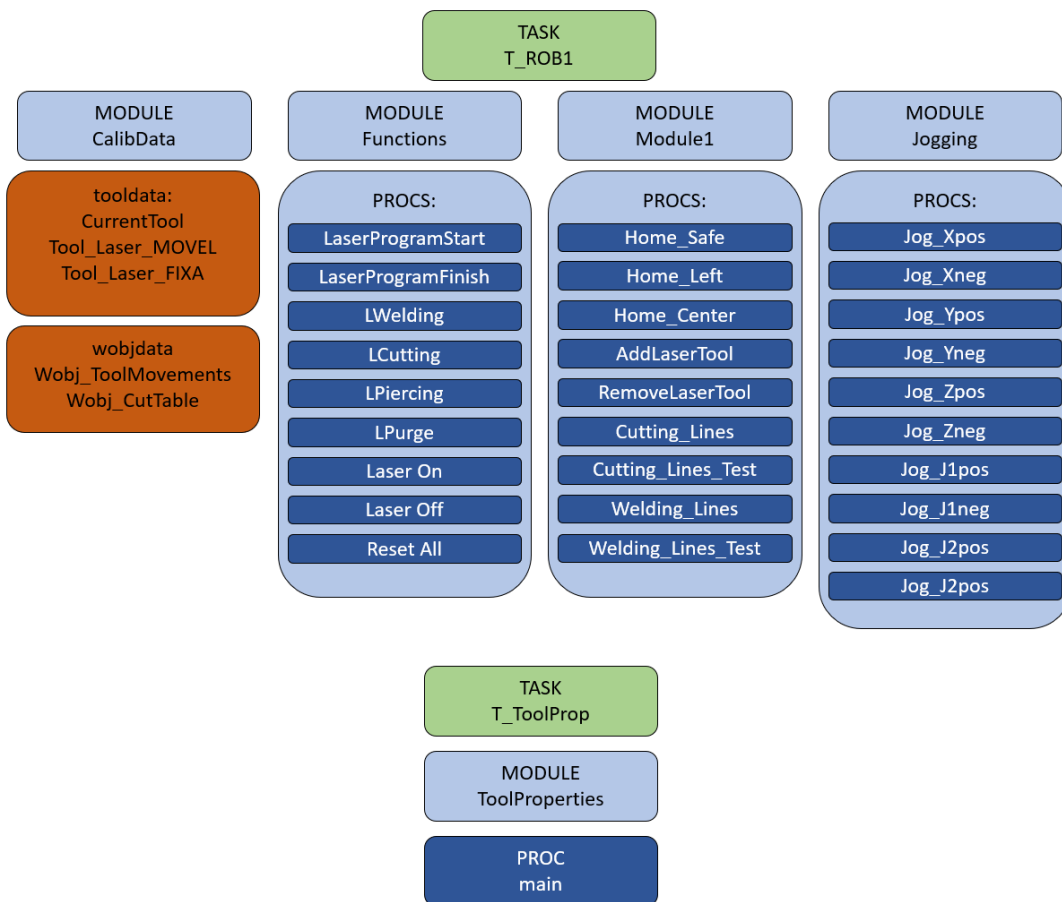 TASK
T_ROB1
MODULE
CalibData
tooldata:
CurrentTool
Tool_Laser_MOVEL
Tool_Laser_FIXA
wobjdata
Wobj_ToolMovements
Wobj_CutTable
MODULE
Functions
PROCS:
LaserProgramStart
LaserProgramFinish
LWelding
LCutting
LPiercing
LPurge
Laser On
Laser Off
Reset All
MODULE
Module1
PROCS:
Home_Safe
Home_Left
Home_Center
AddLaserTool
RemoveLaserTool
Cutting_Lines
Cutting_Lines_Test
Welding_Lines
Welding_Lines_Test
MODULE
Jogging
PROCS:
Jog_Xpos
Jog_Xneg
Jog_Ypos
Jog_Yneg
Jog_Zpos
Jog_Zneg
Jog_J1pos
Jog_J1neg
Jog_J2pos
Jog_J2pos
TASK
T_ToolProp
MODULE
ToolProperties
PROC
main